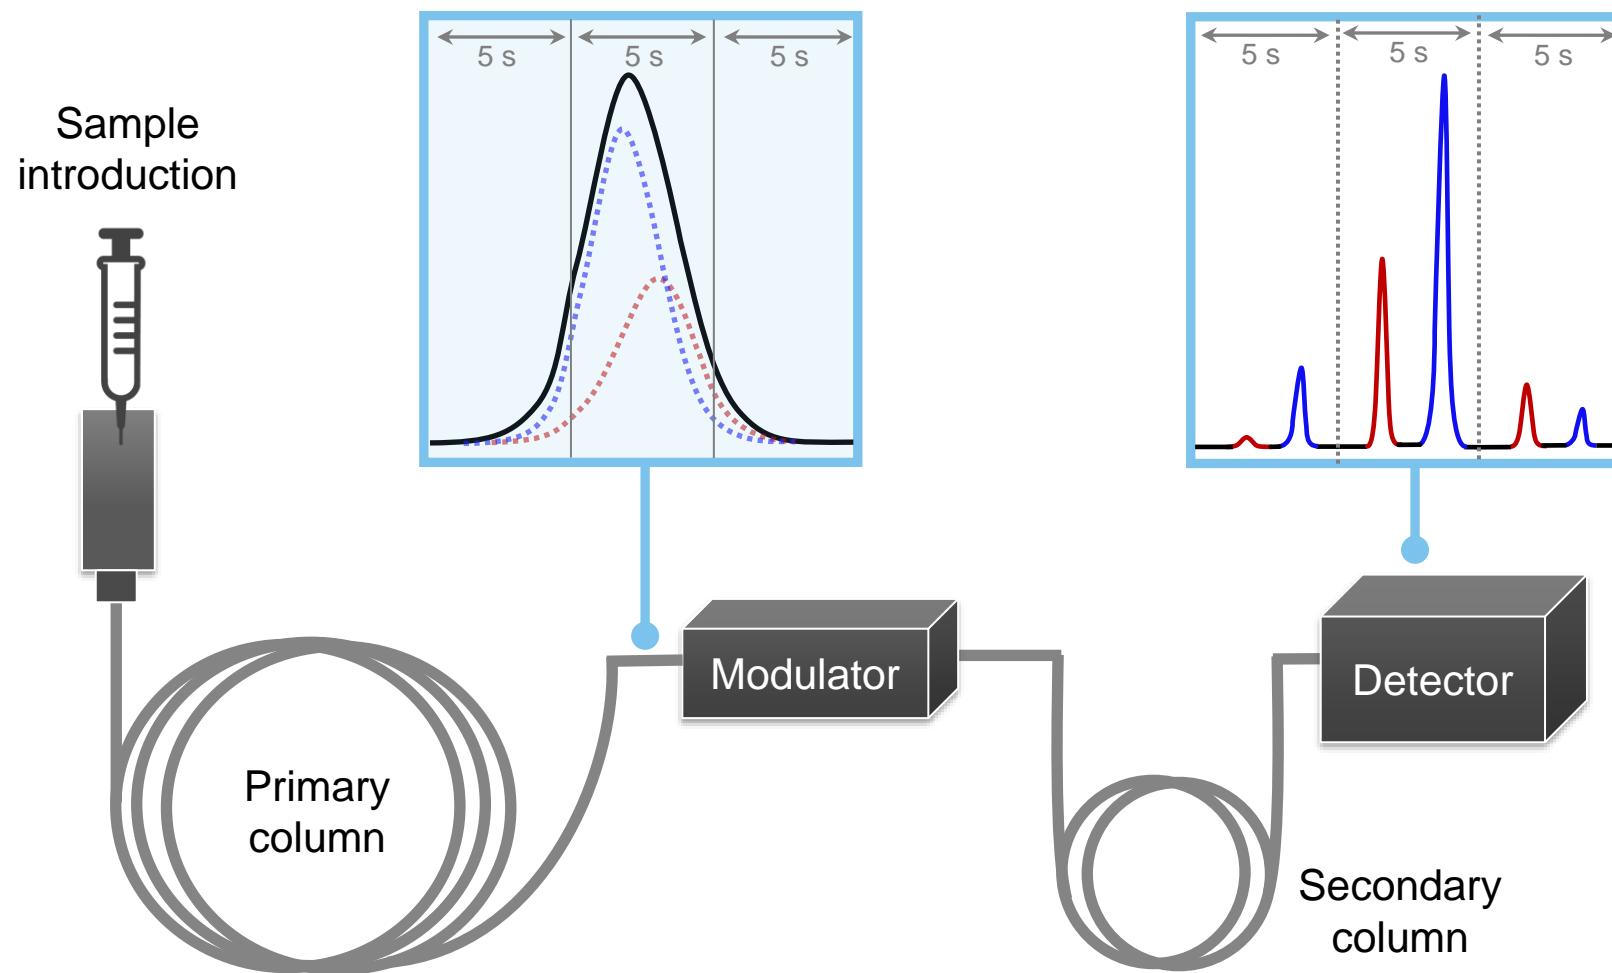 5 s
5 s
5 s
5 s
5 s
5 s
Sample
introduction
Modulator
Detector
Primary
column
Secondary
column